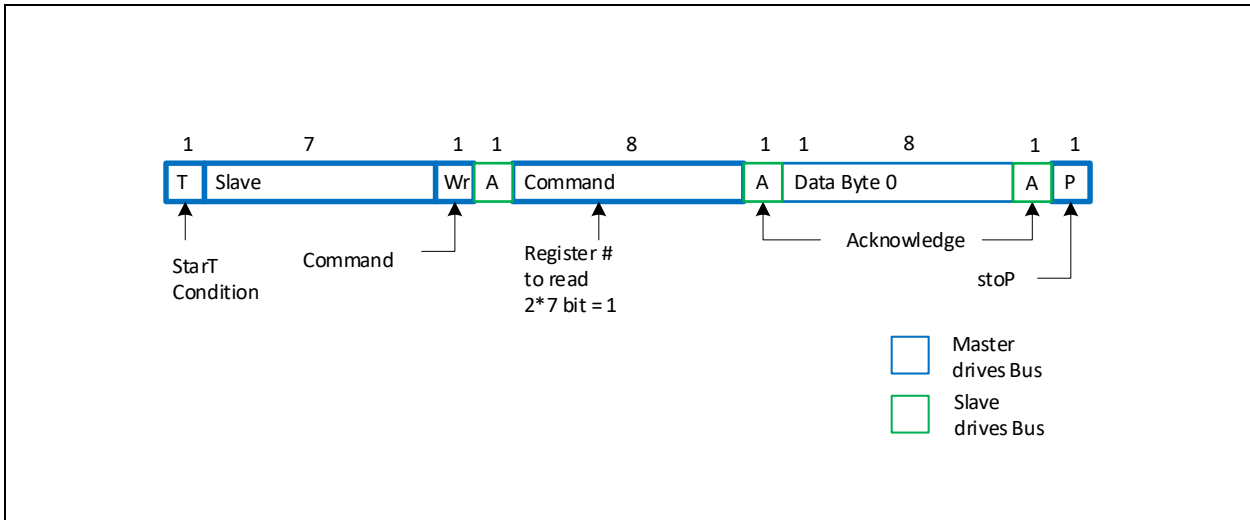 1 7 1 1 8 1 1 8 1 1
T Slave Wr A Command A Data Byte 0 A P
StarT
Condition
Command
Register #
to read
2*7 bit = 1
Acknowledge
stoP
Master
drives Bus
Slave
drives Bus